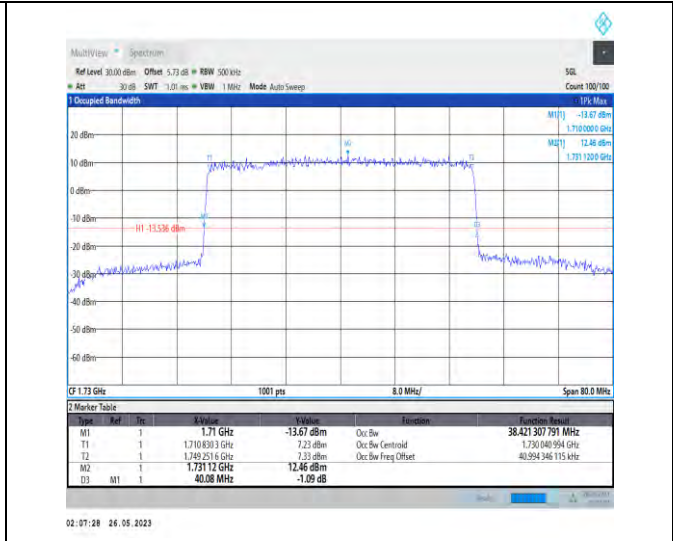 MultiView Spectrum
Ref Level 30.00 dBm Offset 5.73 dB RBW 500 kHz SGL
Att 30 dB SWT 1.01 ms VBW 1 MHz Mode Auto Sweep Count 100/100
1 Occupied Bandwidth 1Pk Max
M1[1] -13.67 dBm
1.710 000 0 GHz
M2[1] 12.46 dBm
1.731 120 0 GHz
20 dBm
M2
T1 T2
10 dBm
0 dBm
-10 dBm
M1 D3
H1 -13.536 dBm
-20 dBm
-30 dBm
-40 dBm
-50 dBm
-60 dBm
CF 1.73 GHz 1001 pts 8.0 MHz/ Span 80.0 MHz
2 Marker Table
Type Ref Trc X-Value Y-Value Function Function Result
M1 1 1.71 GHz -13.67 dBm Occ Bw 38.421 307 791 MHz
T1 1 1.710 830 3 GHz 7.23 dBm Occ Bw Centroid 1.730 040 994 GHz
T2 1 1.749 251 6 GHz 7.33 dBm Occ Bw Freq Offset 40.994 346 115 kHz
M2 1 1.731 12 GHz 12.46 dBm
D3 M1 1 40.08 MHz -1.09 dB
02:07:28 26.05.2023